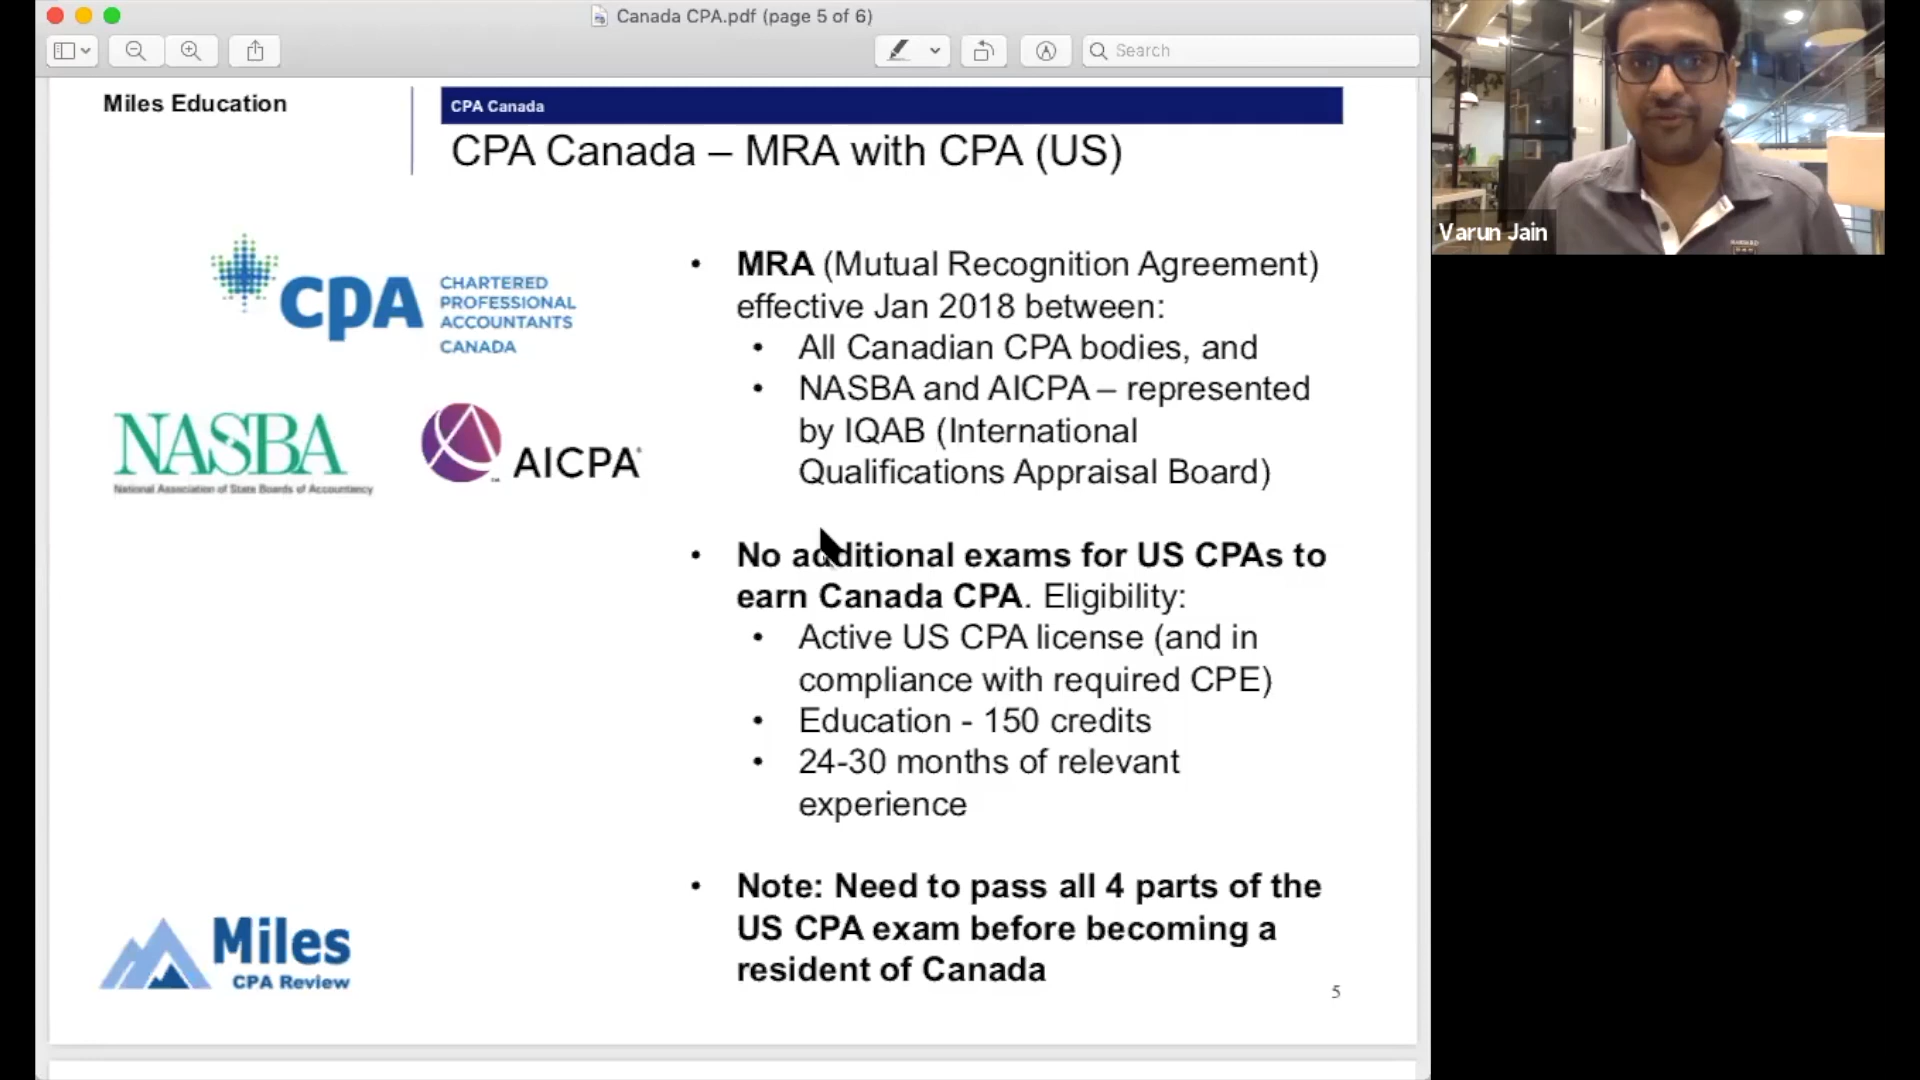 Canada CPA.pdf (page 5 of 6)
Search
Miles Education
CPA Canada
CPA Canada – MRA with CPA (US)
cpa
CHARTERED
PROFESSIONAL
ACCOUNTANTS
CANADA
NASBA
National Association of State Boards of Accountancy
AICPA
• MRA (Mutual Recognition Agreement)
effective Jan 2018 between:
• All Canadian CPA bodies, and
• NASBA and AICPA – represented
by IQAB (International
Qualifications Appraisal Board)
• No additional exams for US CPAs to
earn Canada CPA. Eligibility:
• Active US CPA license (and in
compliance with required CPE)
• Education - 150 credits
• 24-30 months of relevant
experience
• Note: Need to pass all 4 parts of the
US CPA exam before becoming a
resident of Canada
Miles
CPA Review
5
Varun Jain